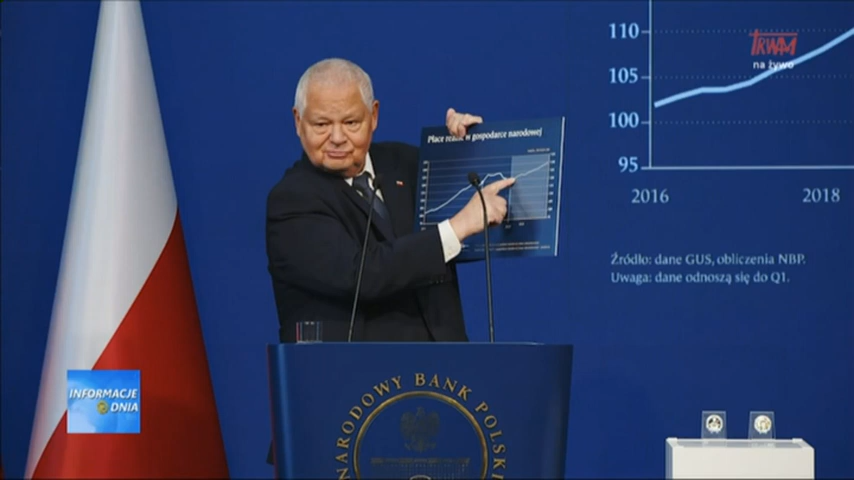 110
105
100
95
2016
2018
TRWAM
na żywo
Płace realne w gospodarce narodowej
Źródło: dane GUS, obliczenia NBP.
Uwaga: dane odnoszą się do Q1.
INFORMACJE
DNIA
NARODOWY BANK POLSKI